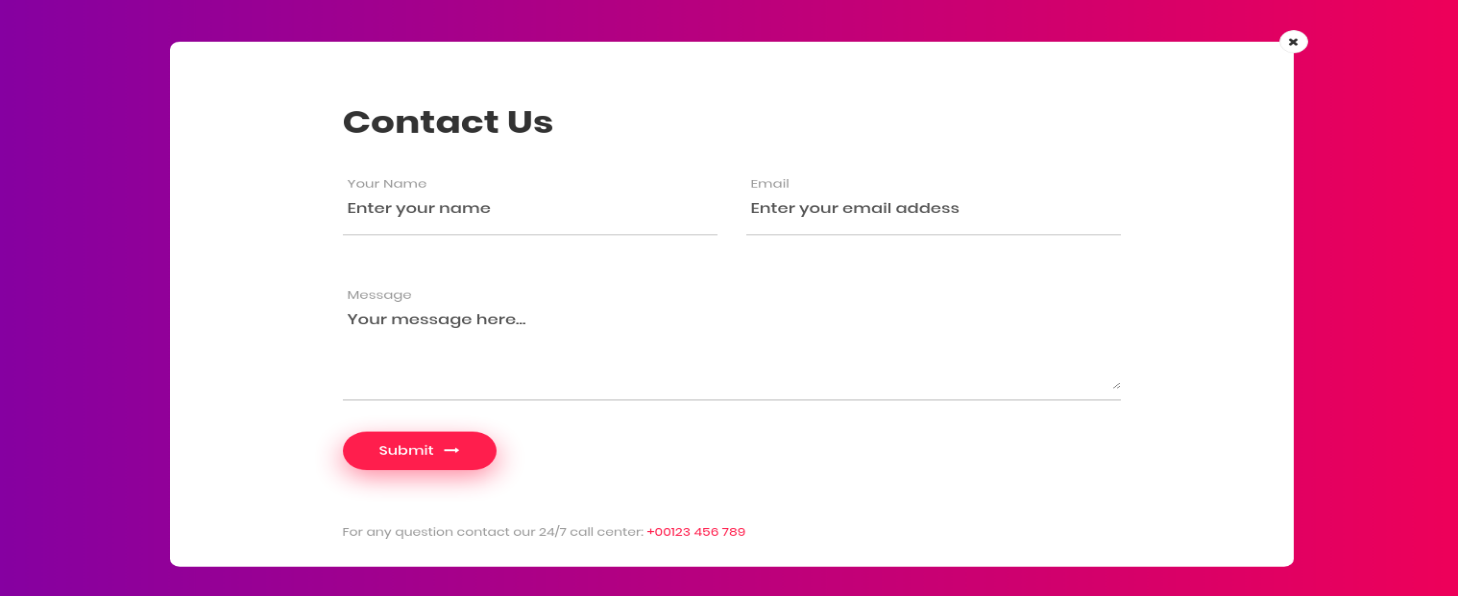 Contact Us
Your Name
Enter your name
Email
Enter your email addess
Message
Your message here...
Submit →
For any question contact our 24/7 call center: +00123 456 789